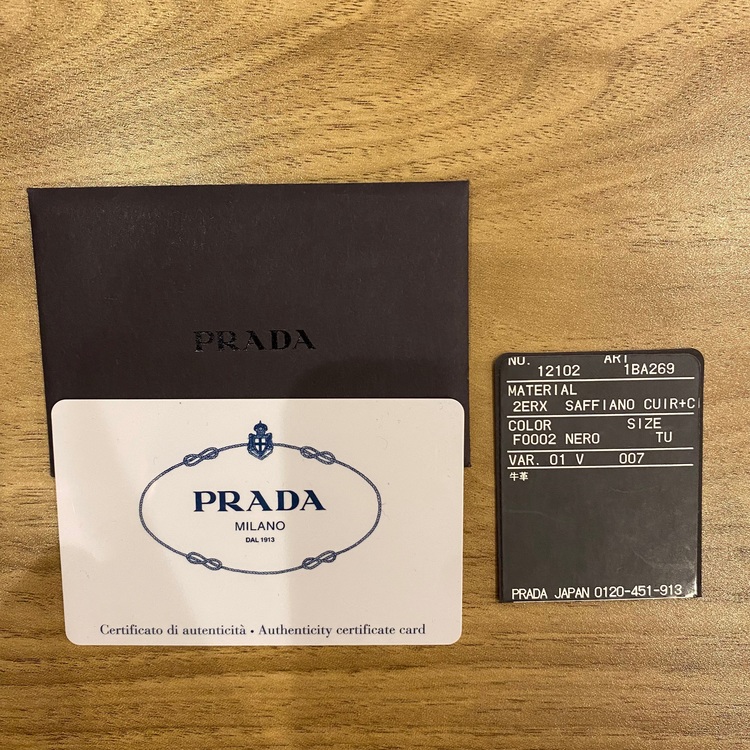 PRADA
PRADA
MILANO
DAL 1913
Certificato di autenticità • Authenticity certificate card
NO. ART
12102 1BA269
MATERIAL
2ERX SAFFIANO CUIR+C
COLOR SIZE
F0002 NERO TU
VAR. 01 V 007
牛革
PRADA JAPAN 0120-451-913